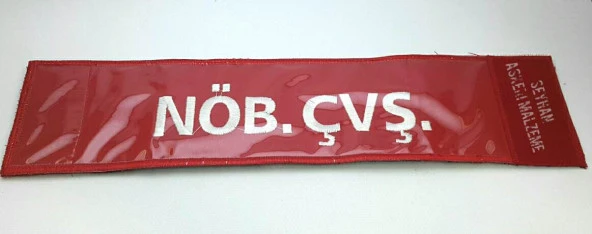 NÖB. ÇVŞ.
SEYHAN
ASKERİ MALZEME